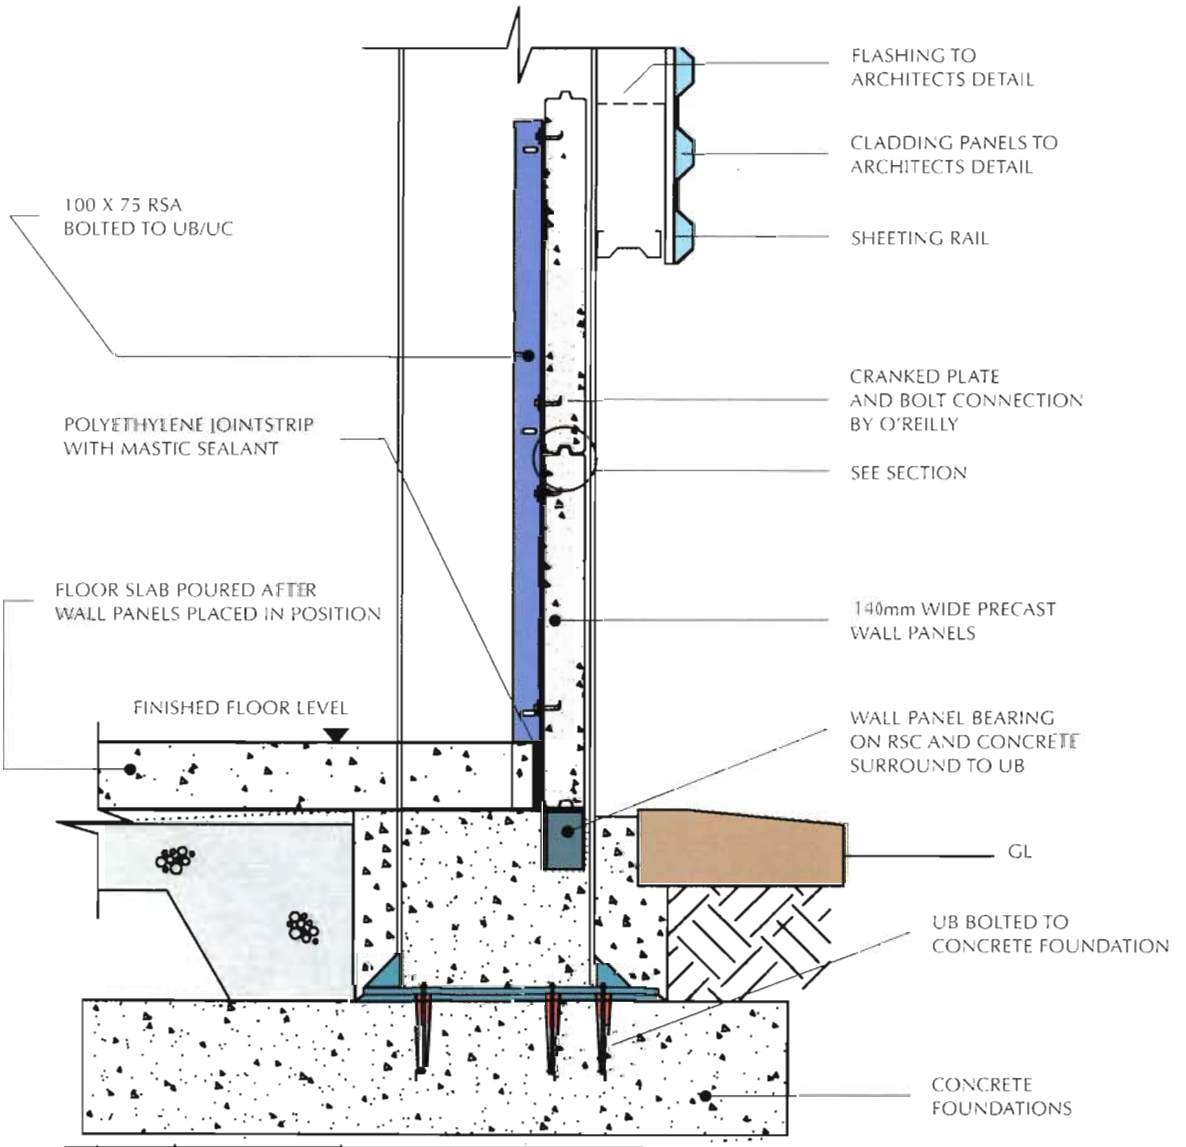 FLASHING TO
ARCHITECTS DETAIL
CLADDING PANELS TO
ARCHITECTS DETAIL
100 X 75 RSA
BOLTED TO UB/UC
SHEETING RAIL
CRANKED PLATE
AND BOLT CONNECTION
BY O'REILLY
POLYETHYLENE JOINTSTRIP
WITH MASTIC SEALANT
SEE SECTION
FLOOR SLAB POURED AFTER
WALL PANELS PLACED IN POSITION
140mm WIDE PRECAST
WALL PANELS
FINISHED FLOOR LEVEL
WALL PANEL BEARING
ON RSC AND CONCRETE
SURROUND TO UB
GL
UB BOLTED TO
CONCRETE FOUNDATION
CONCRETE
FOUNDATIONS